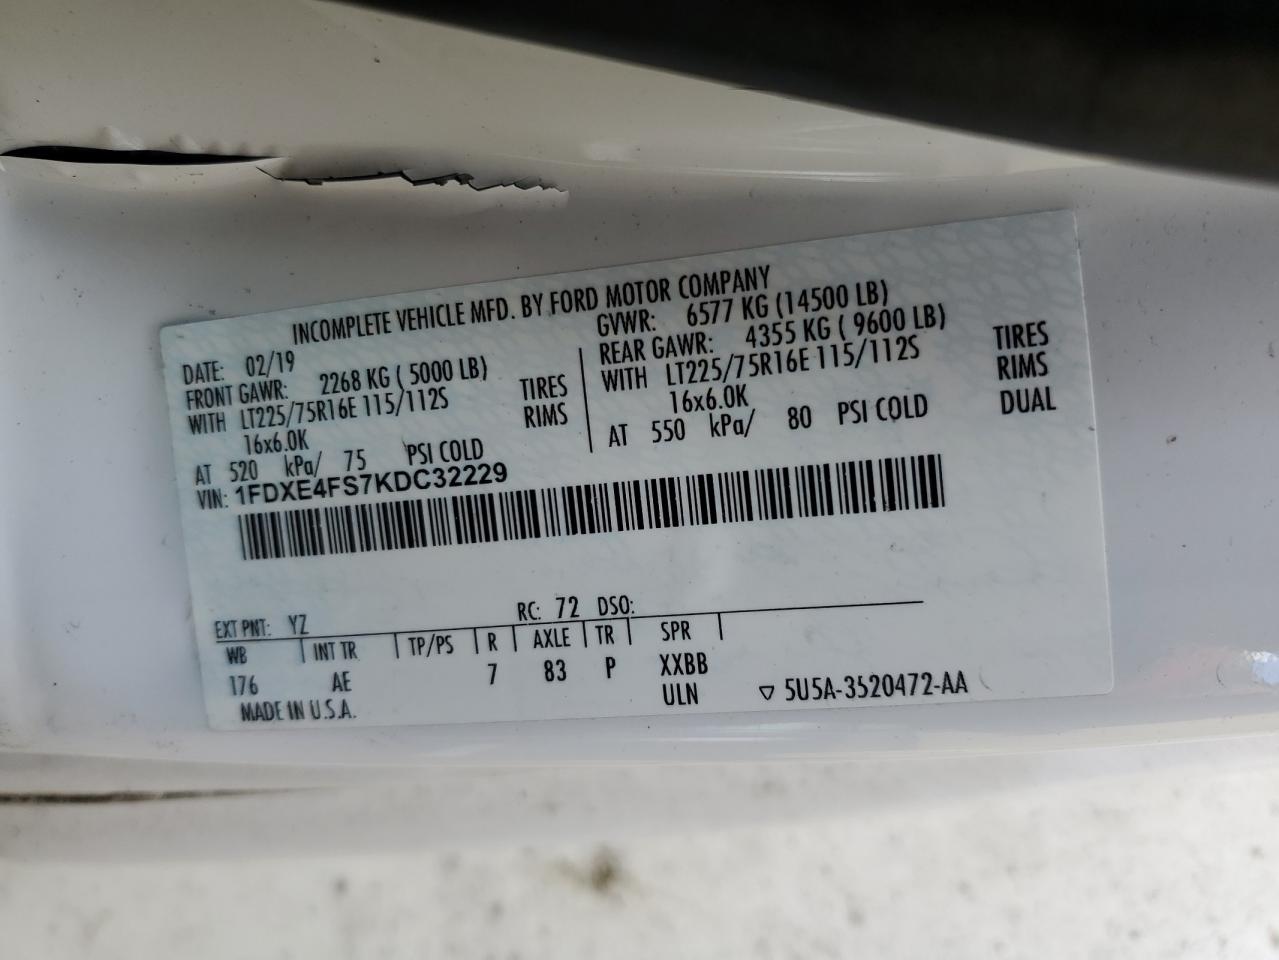 INCOMPLETE VEHICLE MFD. BY FORD MOTOR COMPANY
DATE: 02/19 GVWR: 6577 KG (14500 LB)
FRONT GAWR: 2268 KG ( 5000 LB) REAR GAWR: 4355 KG ( 9600 LB)
WITH LT225/75R16E 115/112S TIRES WITH LT225/75R16E 115/112S TIRES
16x6.0K RIMS 16x6.0K RIMS
AT 520 kPa/ 75 PSI COLD AT 550 kPa/ 80 PSI COLD DUAL
VIN: 1FDXE4FS7KDC32229
EXT PNT: YZ RC: 72 DSO:
WB INT TR TP/PS R AXLE TR SPR
176 AE 7 83 P XXBB
MADE IN U.S.A. ULN ▽ 5U5A-3520472-AA